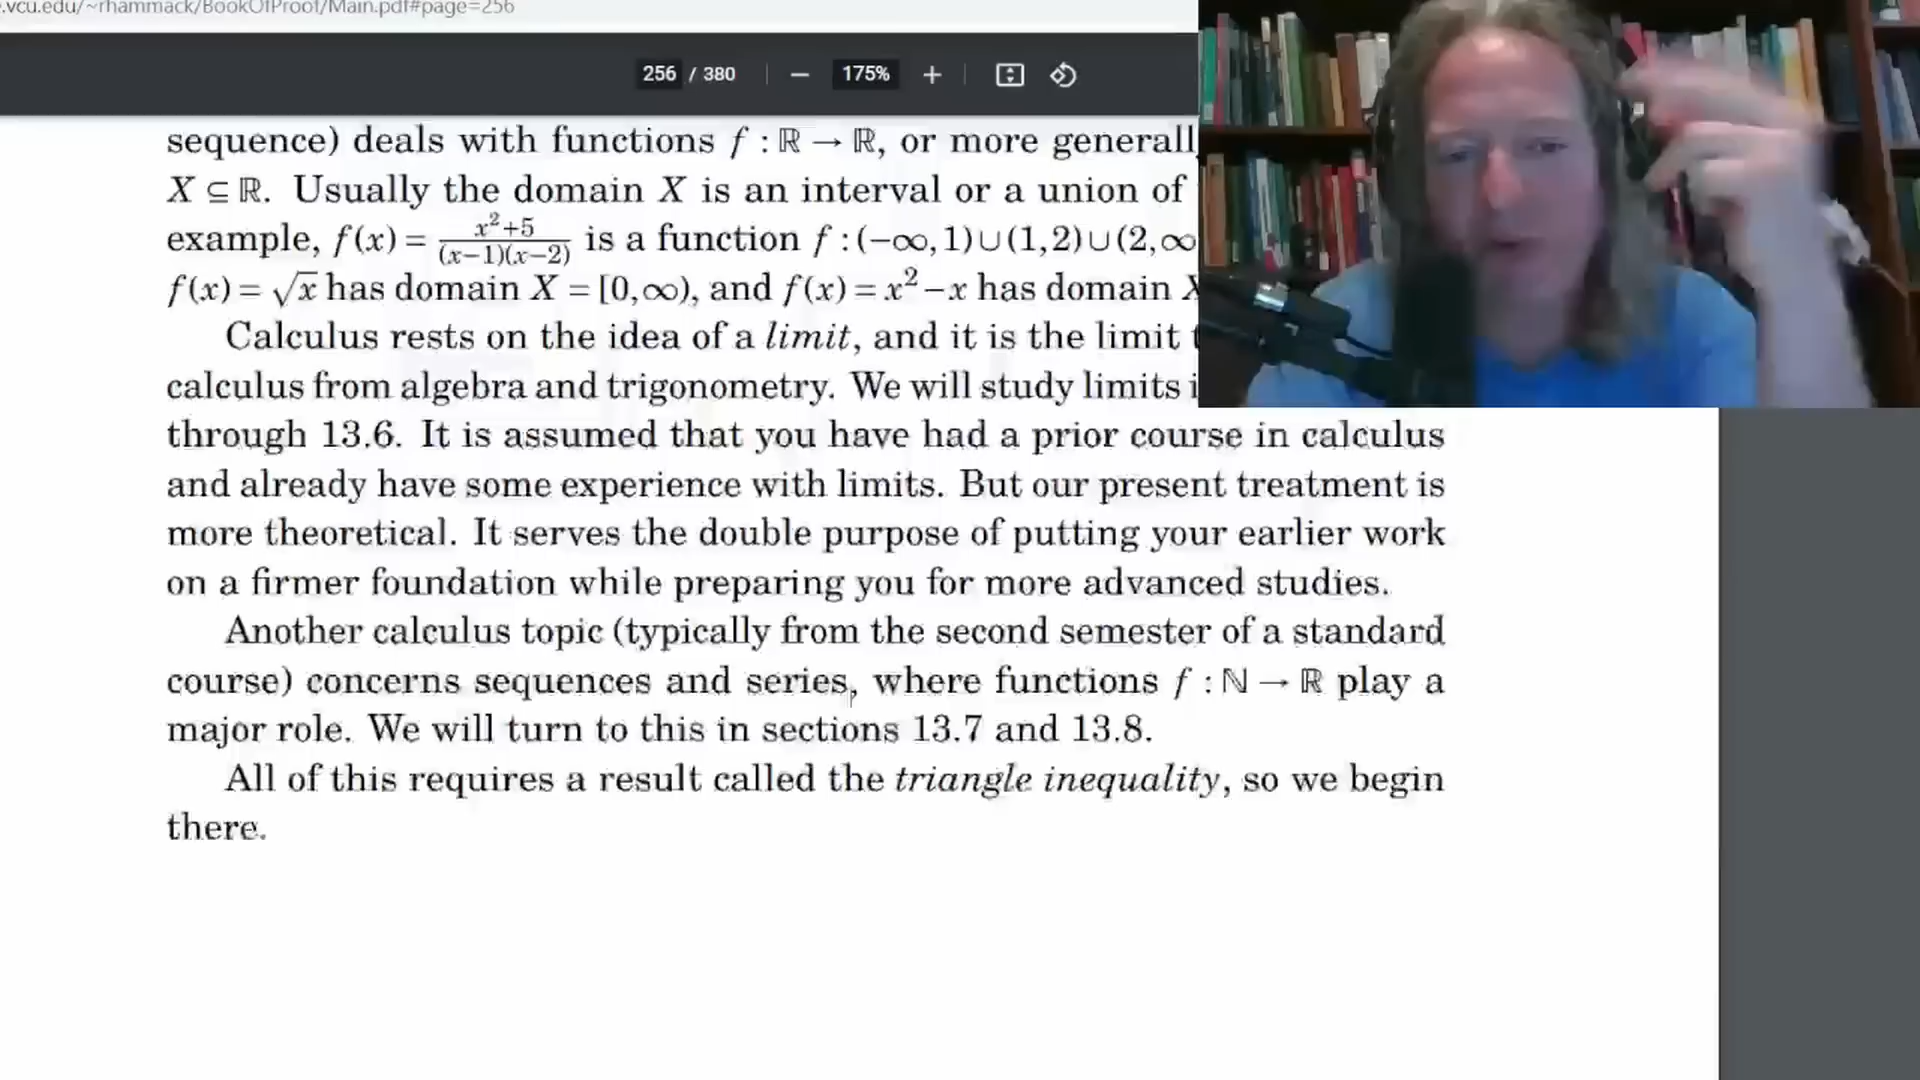 .vcu.edu/~rhammack/BookOfProof/Main.pdf#page=256
256 / 380 — 175% +
sequence) deals with functions f : ℝ → ℝ, or more general
X ⊆ ℝ. Usually the domain X is an interval or a union of
example, f(x) = x²+5/(x−1)(x−2) is a function f : (−∞, 1)∪(1,2)∪(2,∞
f(x) = √x has domain X = [0,∞), and f(x) = x²−x has domain X
Calculus rests on the idea of a limit, and it is the limit
calculus from algebra and trigonometry. We will study limits i
through 13.6. It is assumed that you have had a prior course in calculus
and already have some experience with limits. But our present treatment is
more theoretical. It serves the double purpose of putting your earlier work
on a firmer foundation while preparing you for more advanced studies.
Another calculus topic (typically from the second semester of a standard
course) concerns sequences and series, where functions f : ℕ → ℝ play a
major role. We will turn to this in sections 13.7 and 13.8.
All of this requires a result called the triangle inequality, so we begin
there.